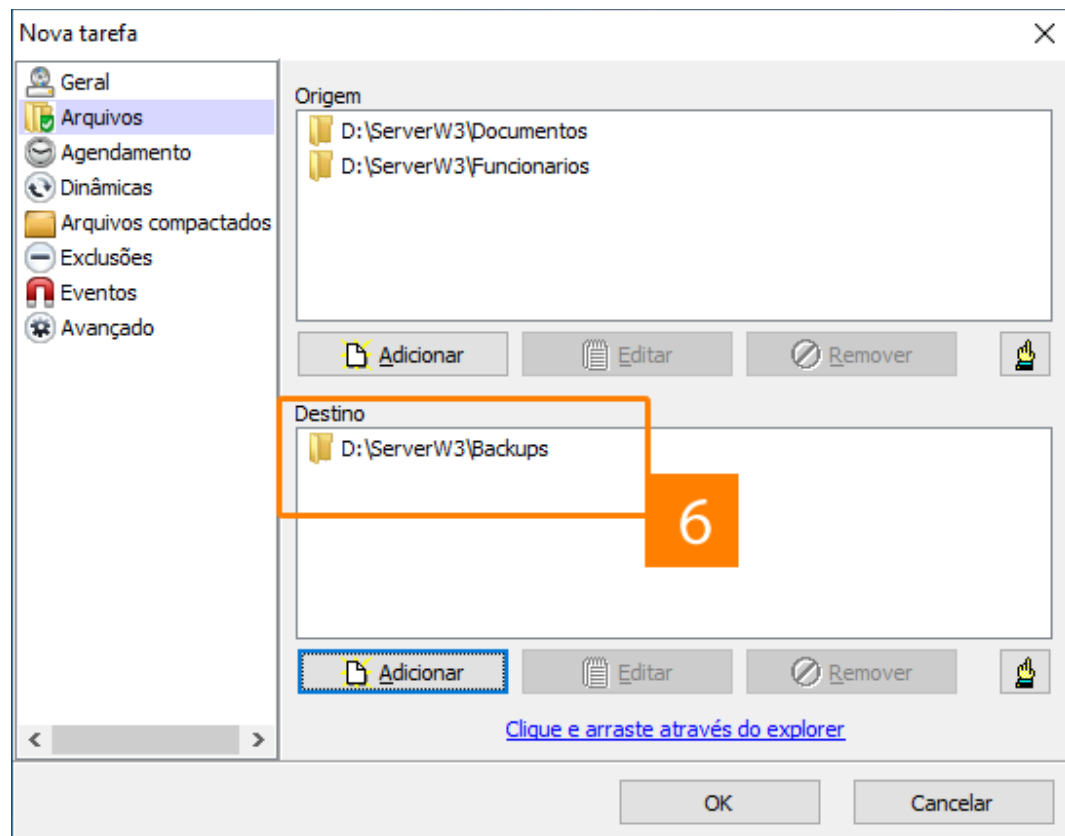 Nova tarefa
Geral
Arquivos
Agendamento
Dinâmicas
Arquivos compactados
Exclusões
Eventos
Avançado
Origem
D:\ServerW3\Documentos
D:\ServerW3\Funcionarios
Adicionar
Editar
Remover
Destino
D:\ServerW3\Backups
6
Adicionar
Editar
Remover
Clique e arraste através do explorer
OK
Cancelar